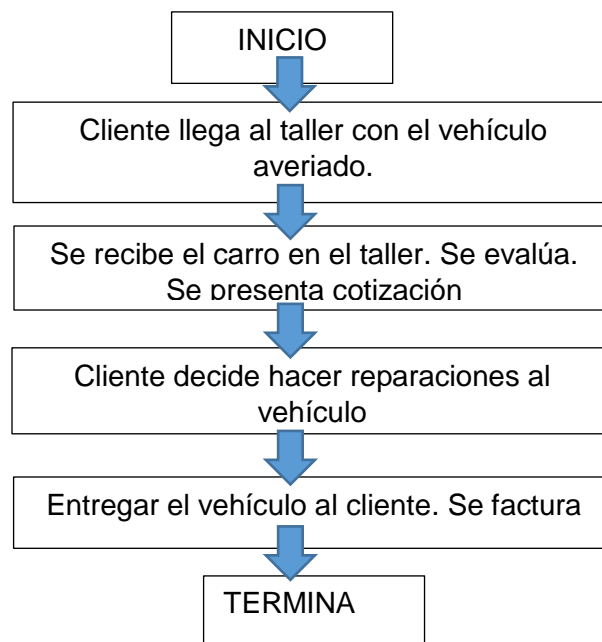 INICIO
Cliente llega al taller con el vehículo
averiado.
Se recibe el carro en el taller. Se evalúa.
Se presenta cotización
Cliente decide hacer reparaciones al
vehículo
Entregar el vehículo al cliente. Se factura
TERMINA